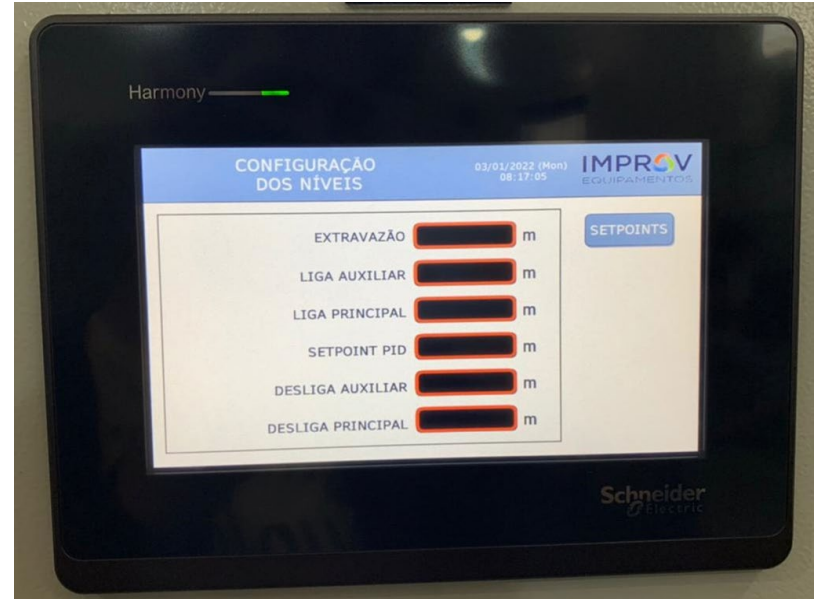 Harmony
CONFIGURAÇÃO
DOS NÍVEIS
03/01/2022 (Mon)
08:17:05
IMPROV
EQUIPAMENTOS
EXTRAVAZÃO m
SETPOINTS
LIGA AUXILIAR m
LIGA PRINCIPAL m
SETPOINT PID m
DESLIGA AUXILIAR m
DESLIGA PRINCIPAL m
Schneider
Electric